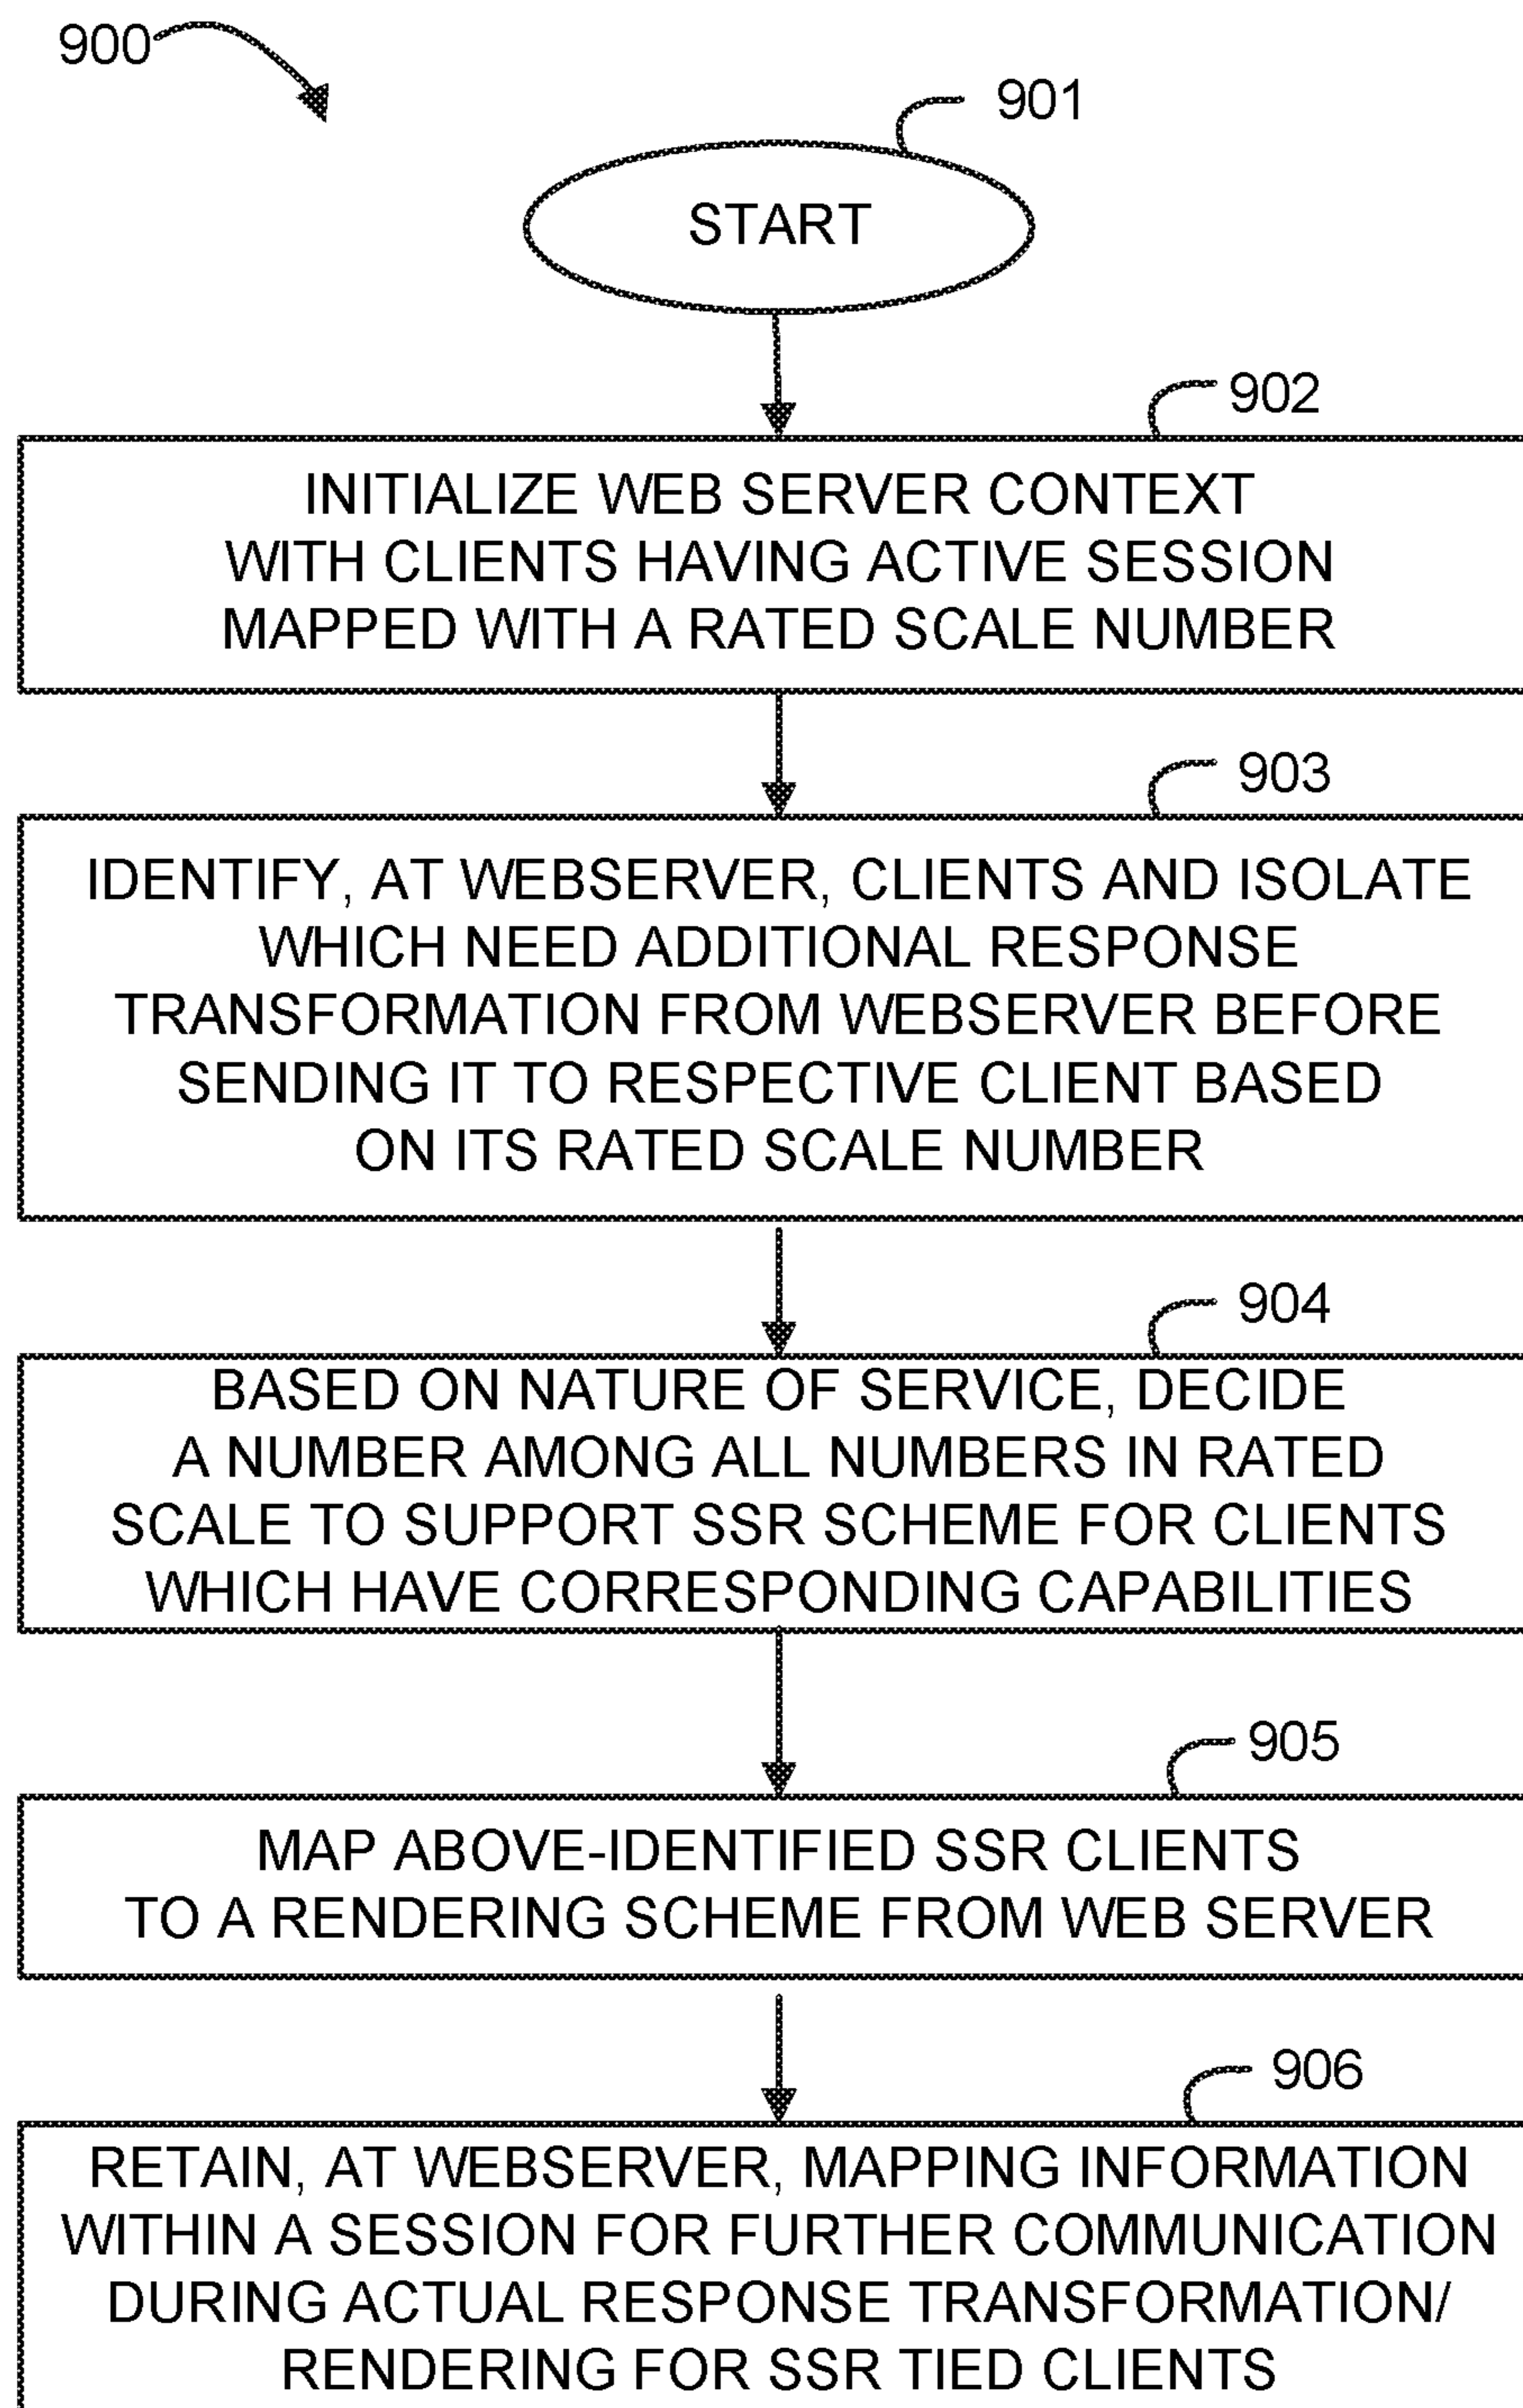 900
901
START
902
INITIALIZE WEB SERVER CONTEXT
WITH CLIENTS HAVING ACTIVE SESSION
MAPPED WITH A RATED SCALE NUMBER
903
IDENTIFY, AT WEBSERVER, CLIENTS AND ISOLATE
WHICH NEED ADDITIONAL RESPONSE
TRANSFORMATION FROM WEBSERVER BEFORE
SENDING IT TO RESPECTIVE CLIENT BASED
ON ITS RATED SCALE NUMBER
904
BASED ON NATURE OF SERVICE, DECIDE
A NUMBER AMONG ALL NUMBERS IN RATED
SCALE TO SUPPORT SSR SCHEME FOR CLIENTS
WHICH HAVE CORRESPONDING CAPABILITIES
905
MAP ABOVE-IDENTIFIED SSR CLIENTS
TO A RENDERING SCHEME FROM WEB SERVER
906
RETAIN, AT WEBSERVER, MAPPING INFORMATION
WITHIN A SESSION FOR FURTHER COMMUNICATION
DURING ACTUAL RESPONSE TRANSFORMATION/
RENDERING FOR SSR TIED CLIENTS